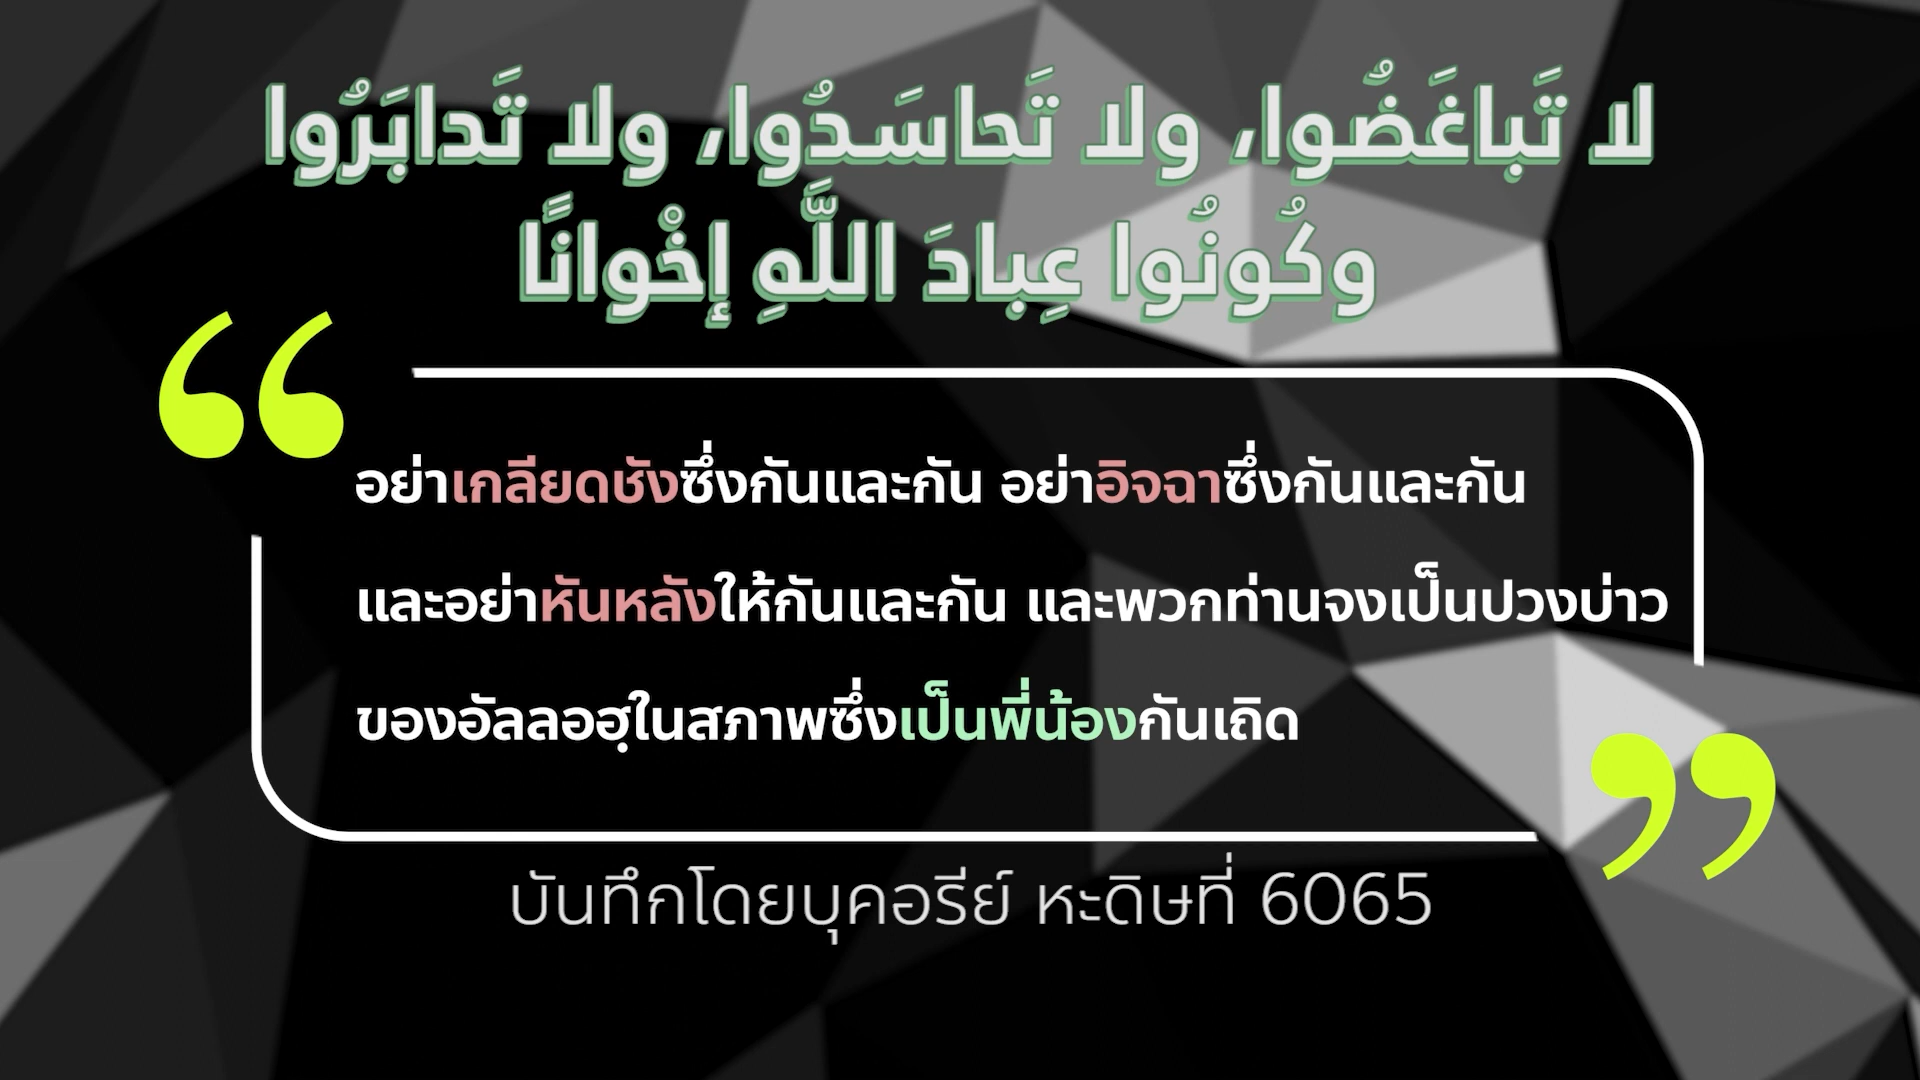 لا تَباغَضُوا، ولا تَحاسَدُوا، ولا تَدابَرُوا
وكُونُوا عِبادَ اللَّهِ إخْوانًا
อย่าเกลียดชังซึ่งกันและกัน อย่าอิจฉาซึ่งกันและกัน
และอย่าหันหลังให้กันและกัน และพวกท่านจงเป็นปวงบ่าว
ของอัลลอฮฺในสภาพซึ่งเป็นพี่น้องกันเถิด
บันทึกโดยบุคอรีย์ หะดิษที่ 6065